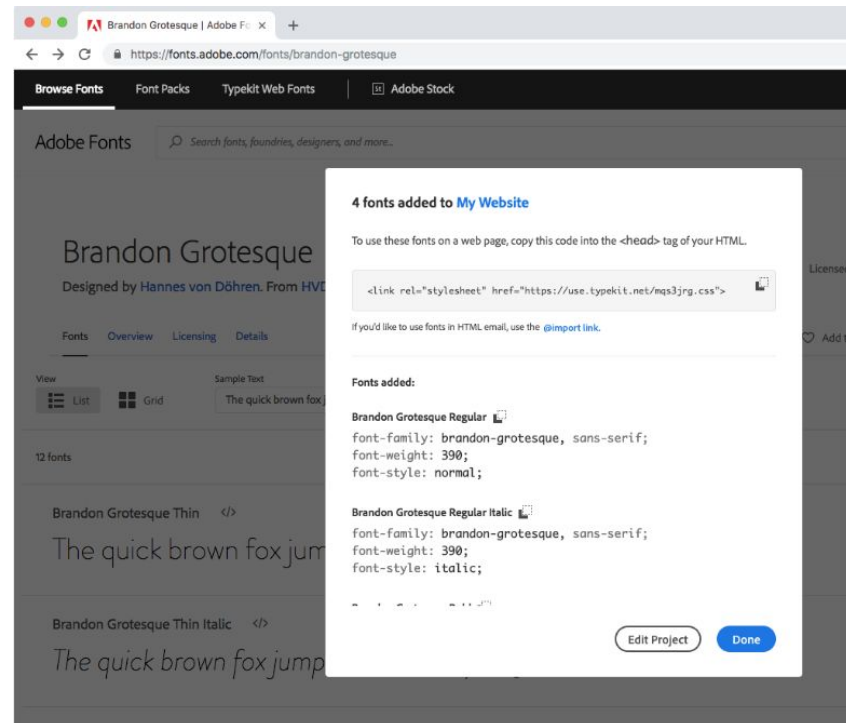 Brandon Grotesque | Adobe Fo
https://fonts.adobe.com/fonts/brandon-grotesque
Browse Fonts Font Packs Typekit Web Fonts St Adobe Stock
Adobe Fonts Search fonts, foundries, designers, and more...
Brandon Grotesque
Designed by Hannes von Döhren. From HVD
Fonts Overview Licensing Details
View
List Grid
Sample Text
The quick brown fox j
12 fonts
Brandon Grotesque Thin </>
The quick brown fox jum
Brandon Grotesque Thin Italic </>
The quick brown fox jump
4 fonts added to My Website
To use these fonts on a web page, copy this code into the <head> tag of your HTML.
<link rel="stylesheet" href="https://use.typekit.net/mqs3jrg.css">
If you'd like to use fonts in HTML email, use the @import link.
Fonts added:
Brandon Grotesque Regular
font-family: brandon-grotesque, sans-serif;
font-weight: 390;
font-style: normal;
Brandon Grotesque Regular Italic
font-family: brandon-grotesque, sans-serif;
font-weight: 390;
font-style: italic;
Edit Project Done
License
Add